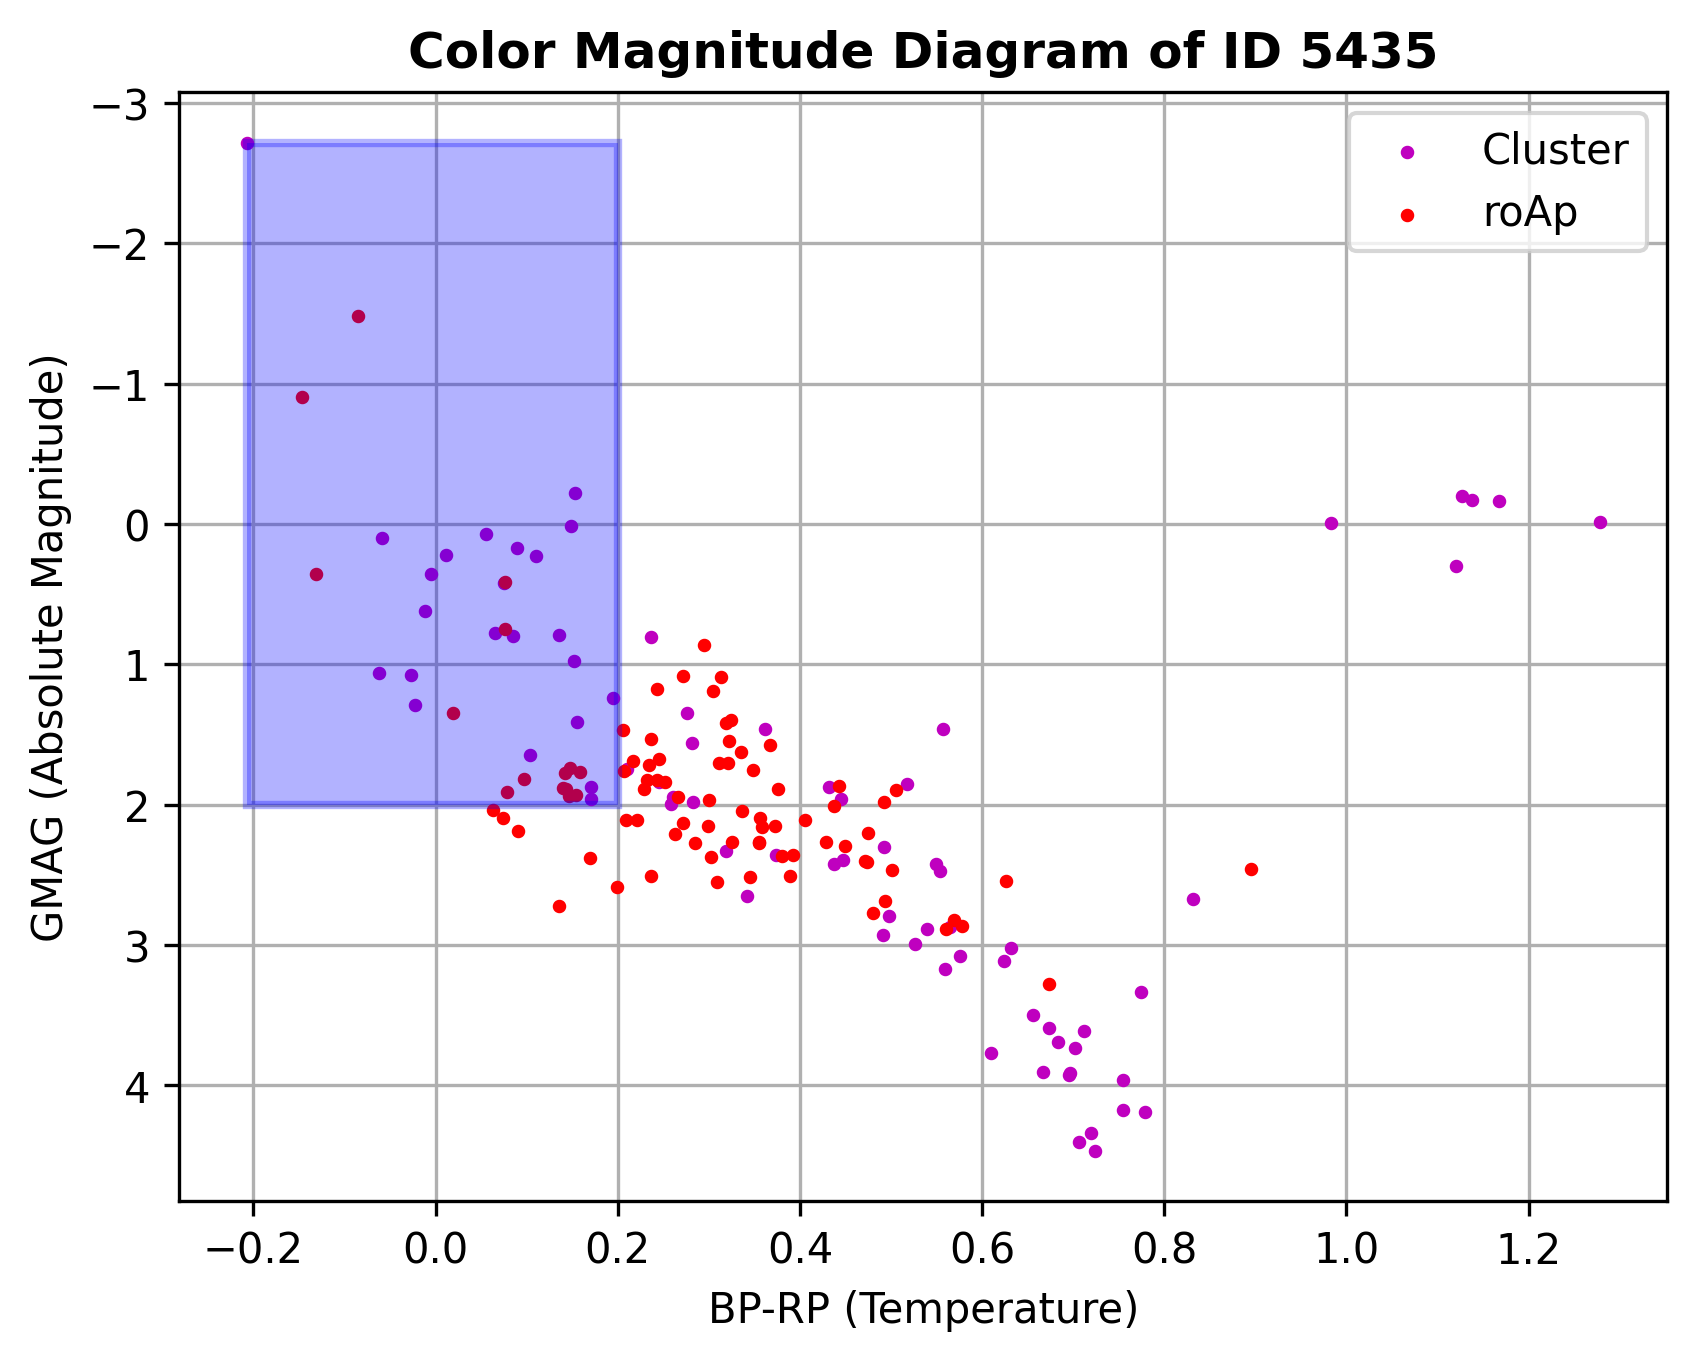 Color Magnitude Diagram of ID 5435
Cluster
roAp
−3
−2
−1
0
1
2
3
4
GMAG (Absolute Magnitude)
−0.2 0.0 0.2 0.4 0.6 0.8 1.0 1.2
BP-RP (Temperature)